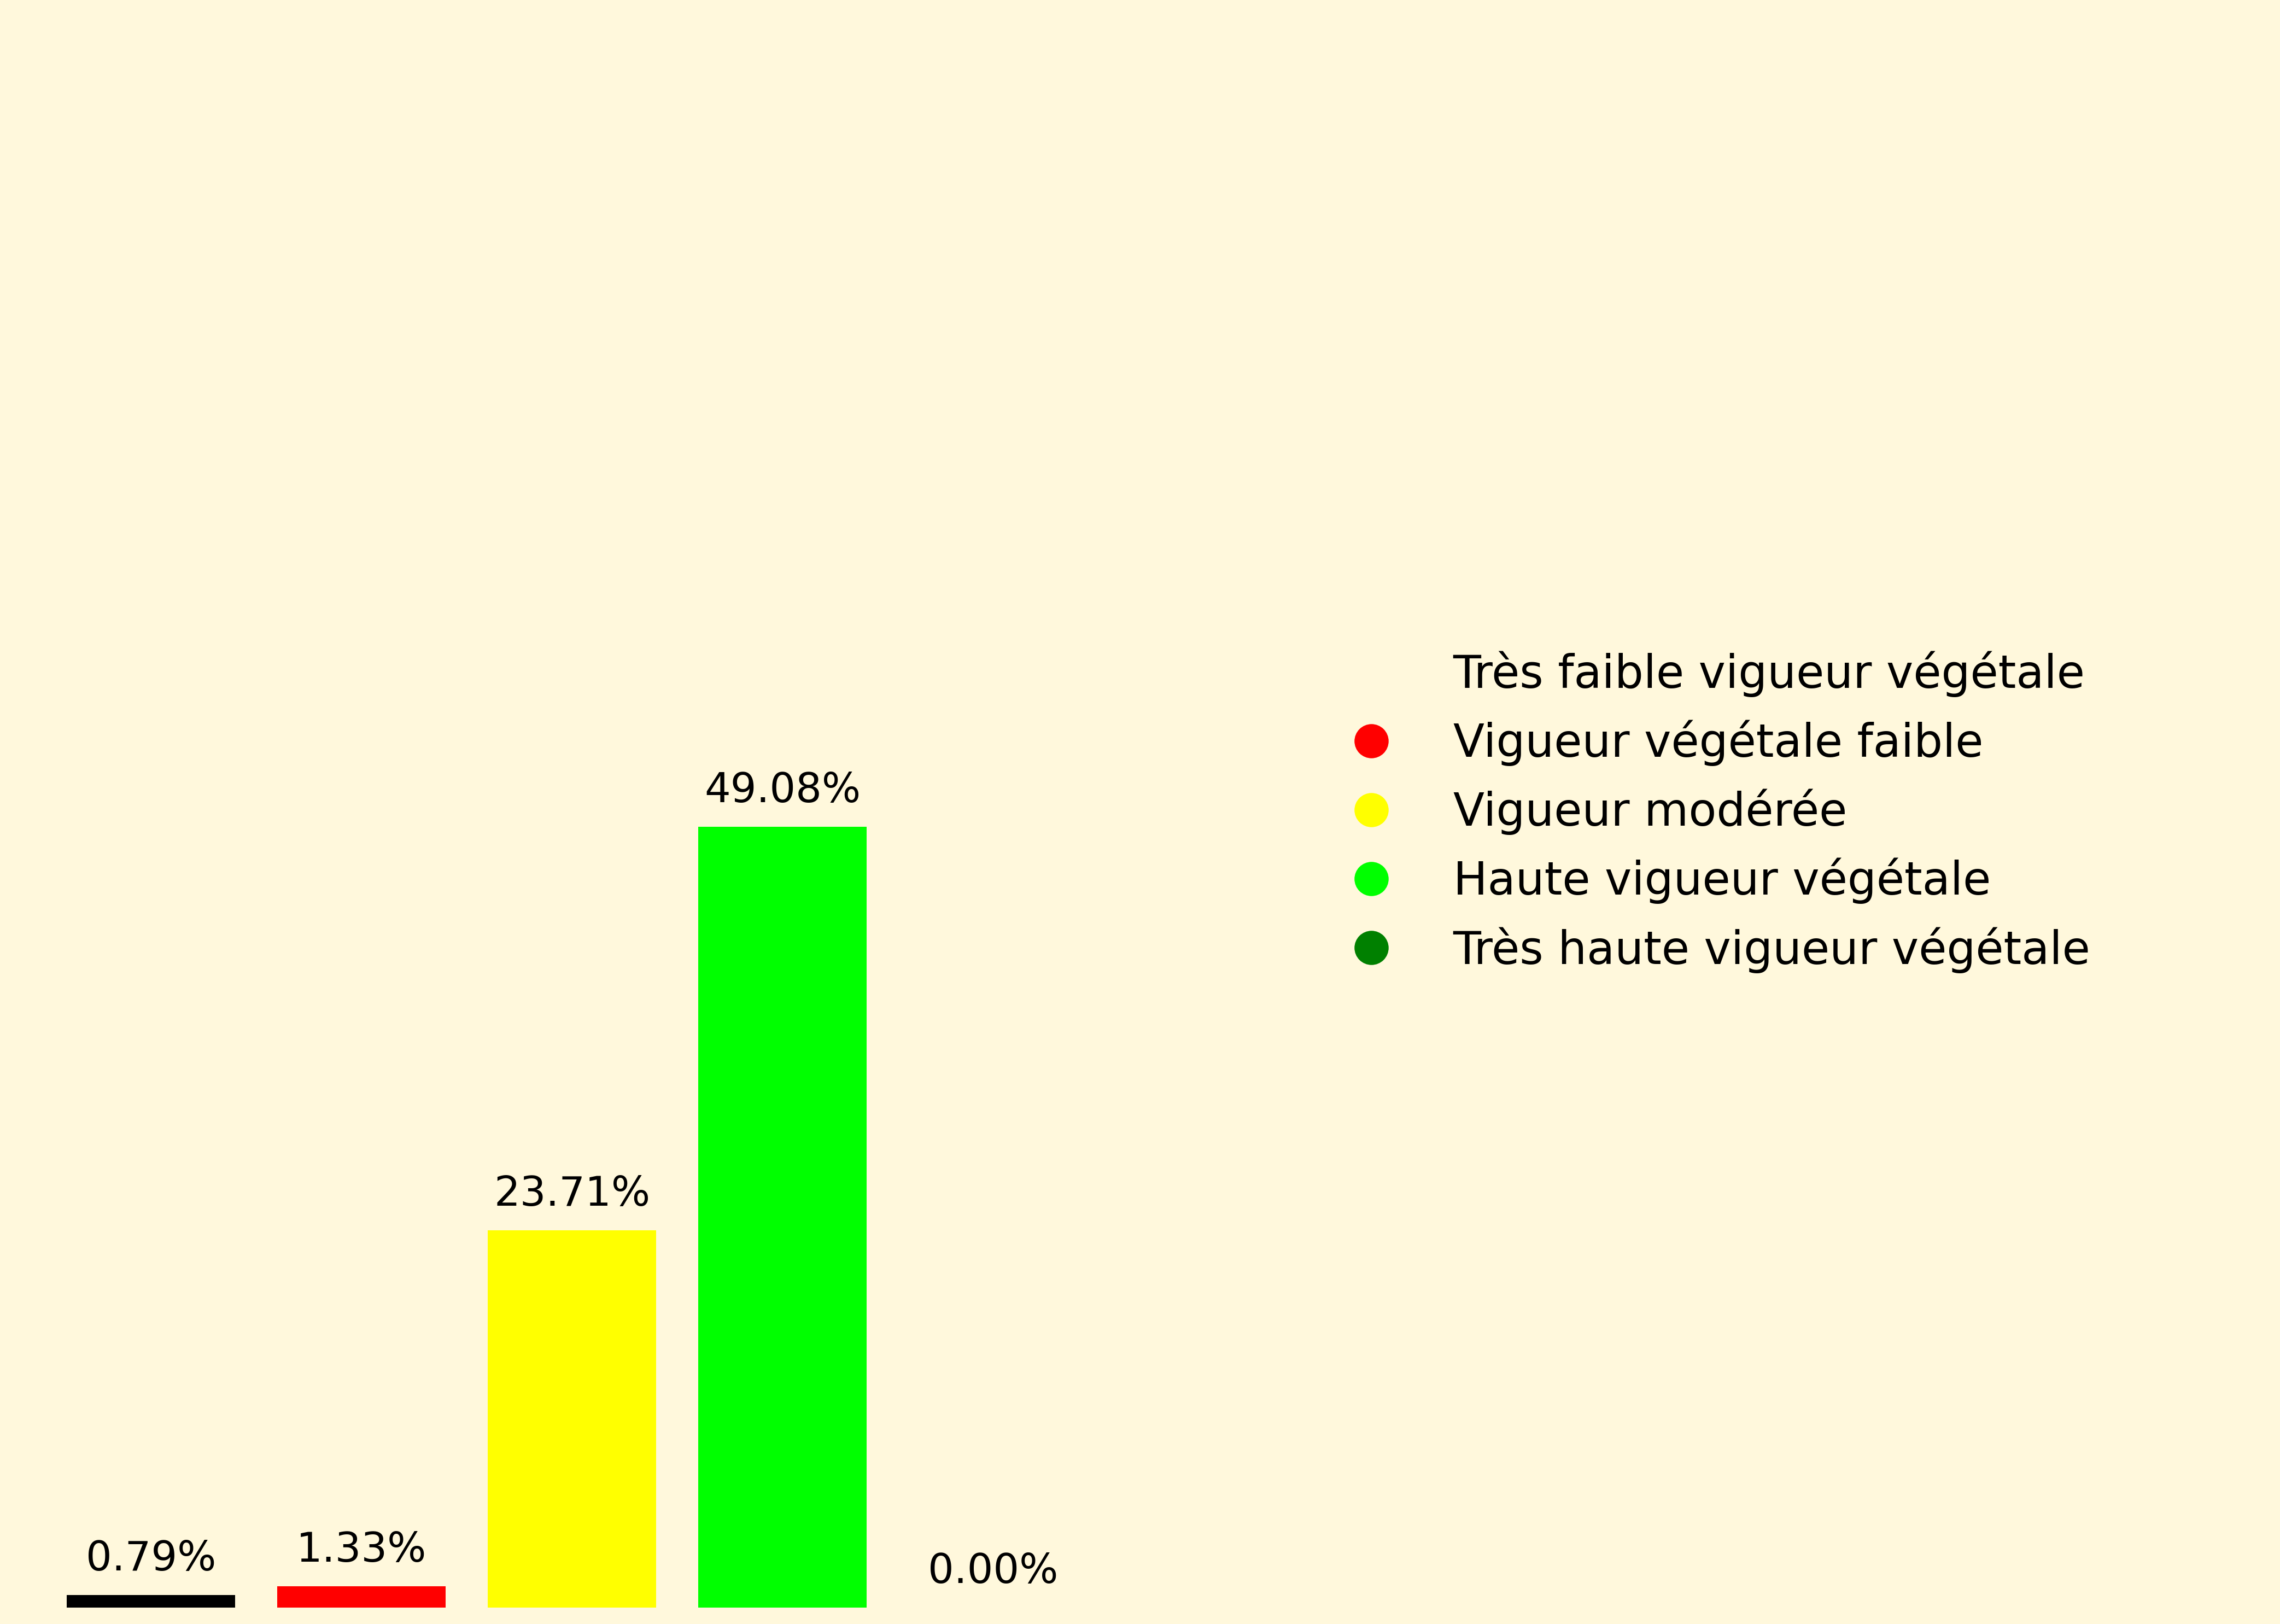 Très faible vigueur végétale
Vigueur végétale faible
Vigueur modérée
Haute vigueur végétale
Très haute vigueur végétale
49.08%
23.71%
1.33%
0.79%
0.00%